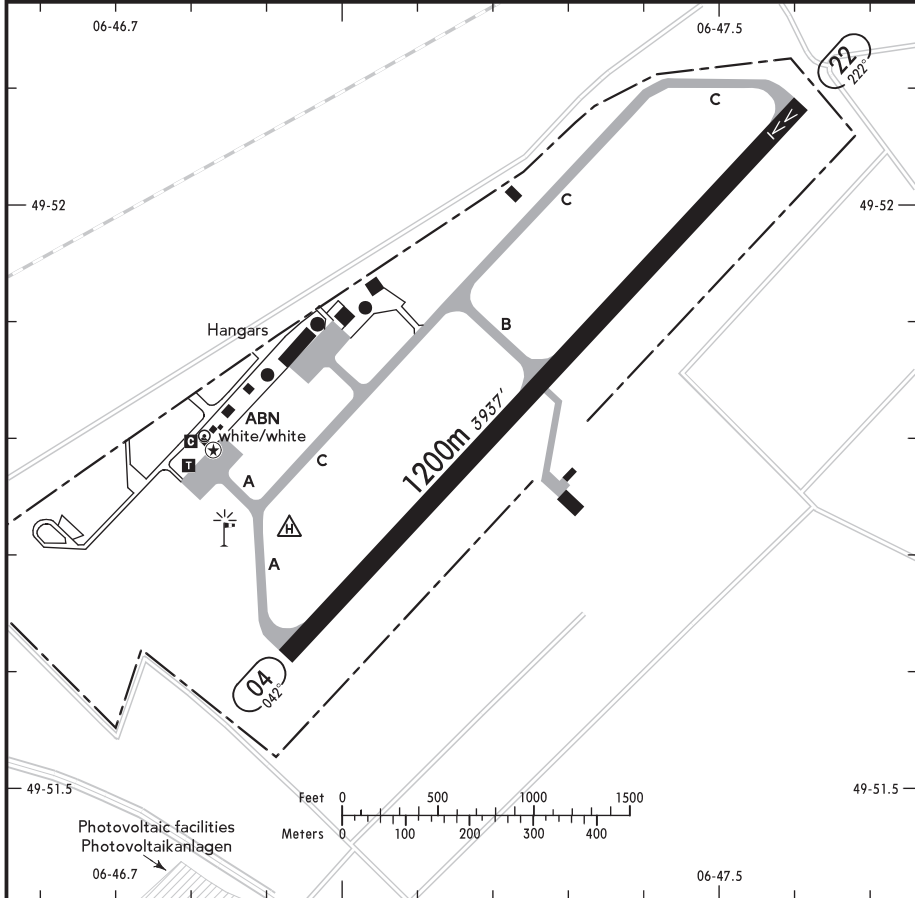 06-46.7
06-47.5
22
222°
C
49-52
49-52
C
Hangars
B
ABN
white/white
C
T
C
1200m 3937'
A
H
A
04
042°
49-51.5
49-51.5
Feet 0 500 1000 1500
Meters 0 100 200 300 400
Photovoltaic facilities
Photovoltaikanlagen
06-46.7
06-47.5